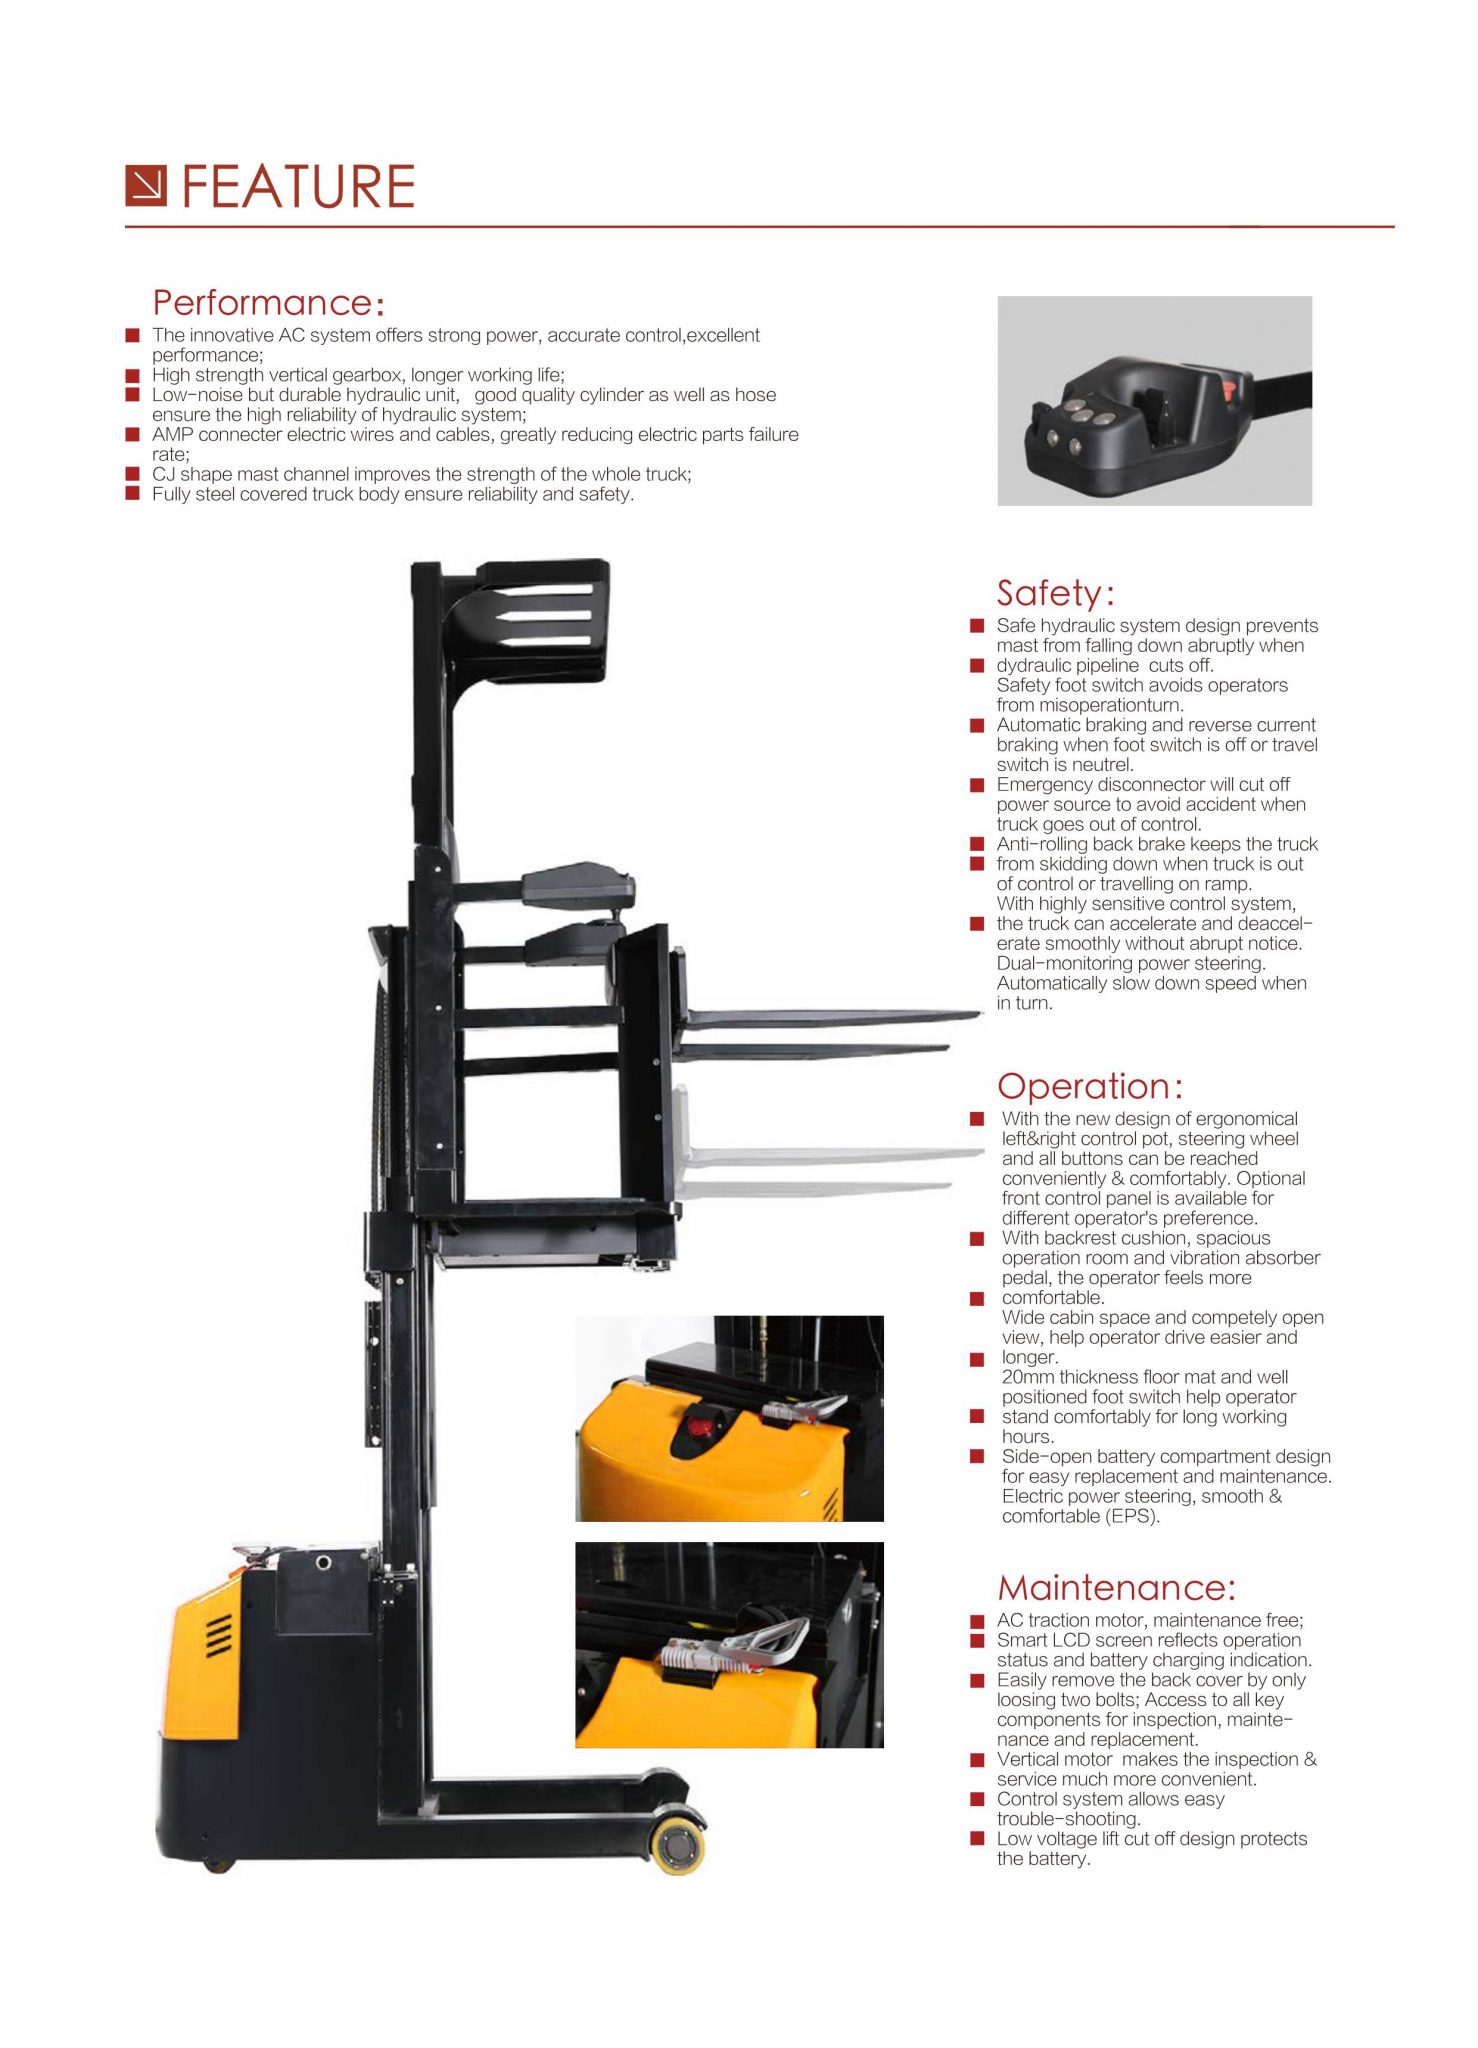 FEATURE
Performance:
The innovative AC system offers strong power, accurate control,excellent
performance;
High strength vertical gearbox, longer working life;
Low-noise but durable hydraulic unit, good quality cylinder as well as hose
ensure the high reliability of hydraulic system;
AMP connecter electric wires and cables, greatly reducing electric parts failure
rate;
CJ shape mast channel improves the strength of the whole truck;
Fully steel covered truck body ensure reliability and safety.
Safety:
Safe hydraulic system design prevents
mast from falling down abruptly when
dydraulic pipeline cuts off.
Safety foot switch avoids operators
from misoperationturn.
Automatic braking and reverse current
braking when foot switch is off or travel
switch is neutrel.
Emergency disconnector will cut off
power source to avoid accident when
truck goes out of control.
Anti-rolling back brake keeps the truck
from skidding down when truck is out
of control or travelling on ramp.
With highly sensitive control system,
the truck can accelerate and deaccel-
erate smoothly without abrupt notice.
Dual-monitoring power steering.
Automatically slow down speed when
in turn.
Operation:
With the new design of ergonomical
left&right control pot, steering wheel
and all buttons can be reached
conveniently & comfortably. Optional
front control panel is available for
different operator's preference.
With backrest cushion, spacious
operation room and vibration absorber
pedal, the operator feels more
comfortable.
Wide cabin space and competely open
view, help operator drive easier and
longer.
20mm thickness floor mat and well
positioned foot switch help operator
stand comfortably for long working
hours.
Side-open battery compartment design
for easy replacement and maintenance.
Electric power steering, smooth &
comfortable (EPS).
Maintenance:
AC traction motor, maintenance free;
Smart LCD screen reflects operation
status and battery charging indication.
Easily remove the back cover by only
loosing two bolts; Access to all key
components for inspection, mainte-
nance and replacement.
Vertical motor makes the inspection &
service much more convenient.
Control system allows easy
trouble-shooting.
Low voltage lift cut off design protects
the battery.